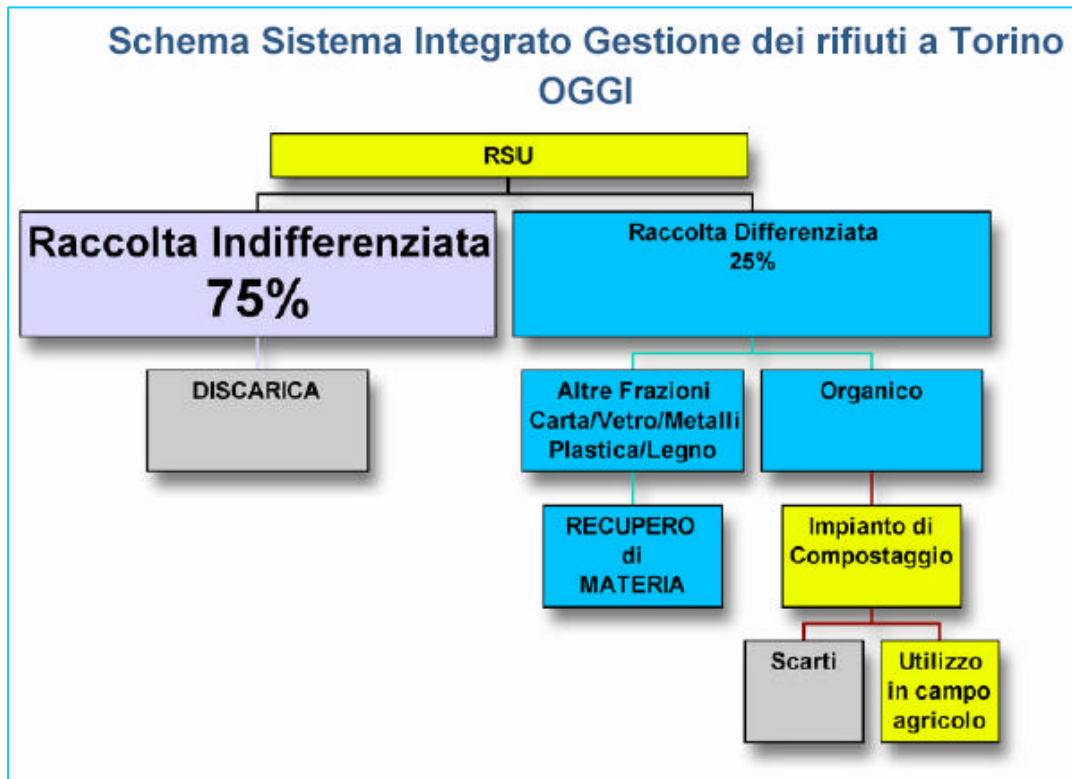 Schema Sistema Integrato Gestione dei rifiuti a Torino
OGGI
RSU
Raccolta Indifferenziata
75%
Raccolta Differenziata
25%
DISCARICA
Altre Frazioni
Carta/Vetro/Metalli
Plastica/Legno
Organico
RECUPERO
di
MATERIA
Impianto di
Compostaggio
Scarti
Utilizzo
in campo
agricolo